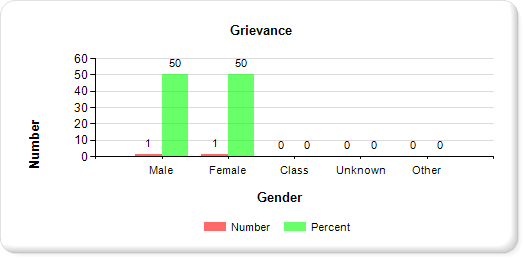 Grievance
60
50
40
30
20
10
0
Number
1 50 1 50 0 0 0 0 0 0
Male Female Class Unknown Other
Gender
Number Percent